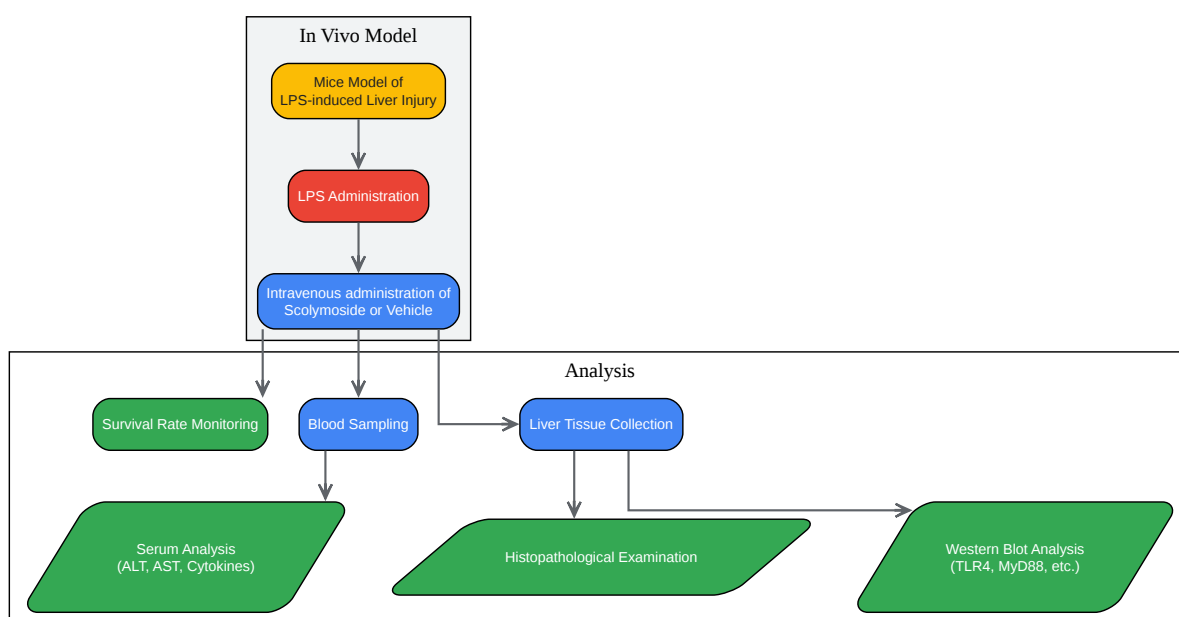 In Vivo Model
Mice Model of
LPS-induced Liver Injury
LPS Administration
Intravenous administration of
Scolymoside or Vehicle
Analysis
Survival Rate Monitoring
Blood Sampling
Liver Tissue Collection
Serum Analysis
(ALT, AST, Cytokines)
Histopathological Examination
Western Blot Analysis
(TLR4, MyD88, etc.)